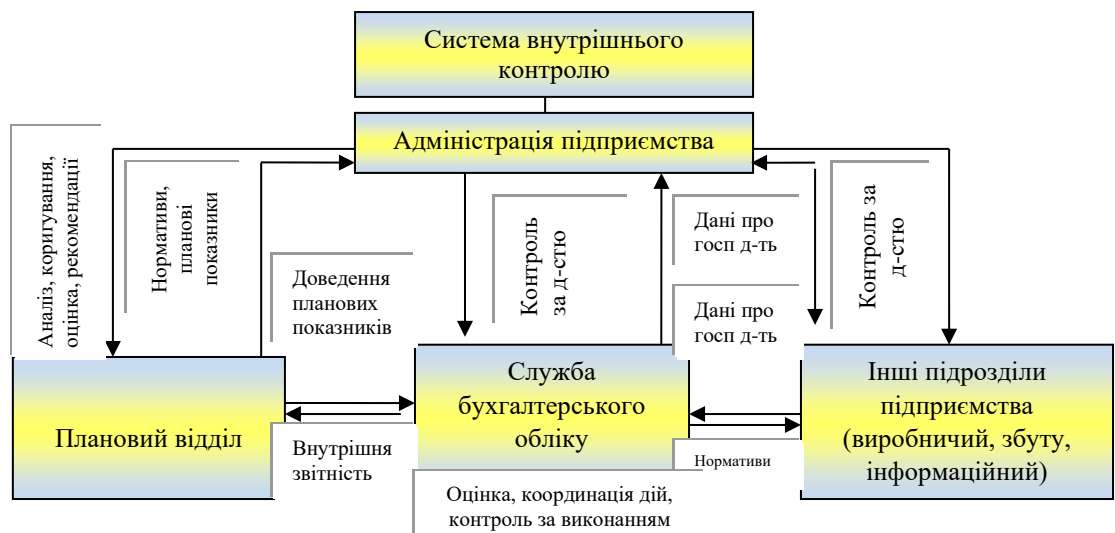 Система внутрішнього
контролю
Адміністрація підприємства
Аналіз, коригування,
оцінка, рекомендації
Нормативи,
планові
показники
Доведення
планових
показників
Контроль
за д-стю
Дані про
госп д-ть
Дані про
госп д-ть
Контроль за
д-стю
Плановий відділ
Внутрішня
звітність
Служба
бухгалтерського
обліку
Нормативи
Інші підрозділи
підприємства
(виробничий, збуту,
інформаційний)
Оцінка, координація дій,
контроль за виконанням